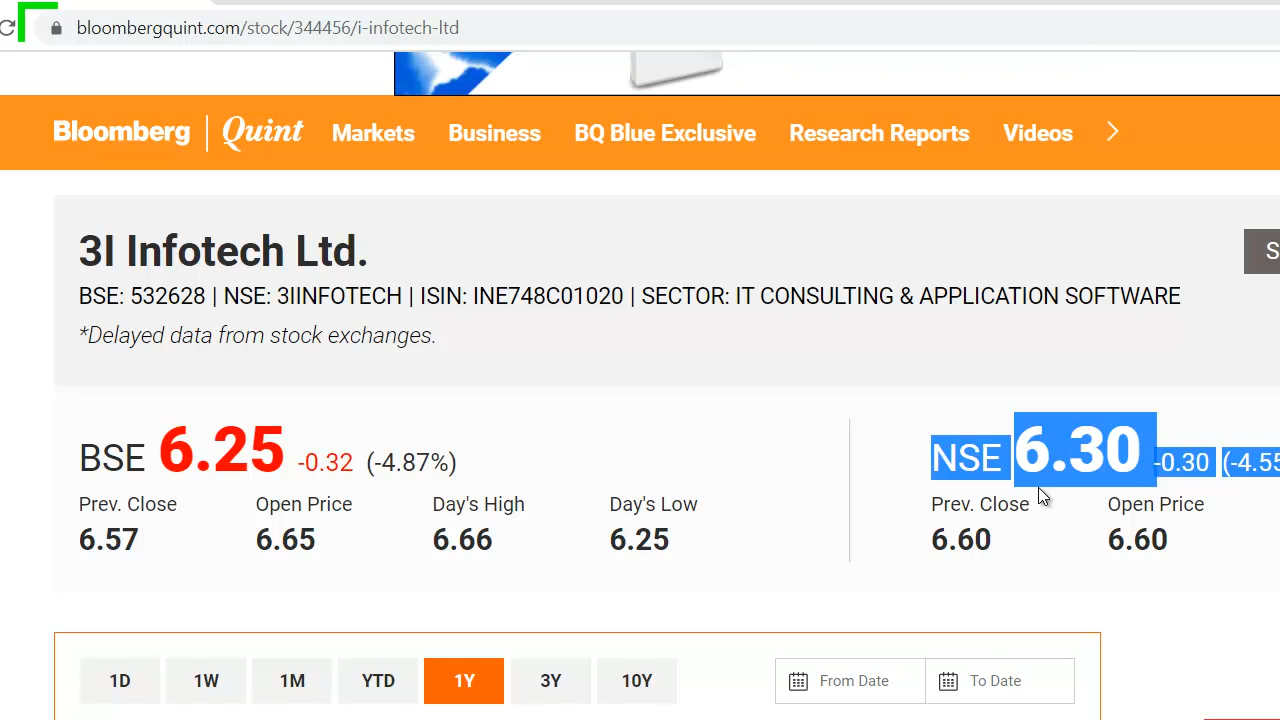 bloombergquint.com/stock/344456/i-infotech-ltd
Bloomberg | Quint Markets Business BQ Blue Exclusive Research Reports Videos
3I Infotech Ltd.
S
BSE: 532628 | NSE: 3IINFOTECH | ISIN: INE748C01020 | SECTOR: IT CONSULTING & APPLICATION SOFTWARE
*Delayed data from stock exchanges.
BSE 6.25 -0.32 (-4.87%)
Prev. Close Open Price Day's High Day's Low
6.57 6.65 6.66 6.25
NSE 6.30 -0.30 (-4.55
Prev. Close Open Price
6.60 6.60
1D 1W 1M YTD 1Y 3Y 10Y From Date To Date